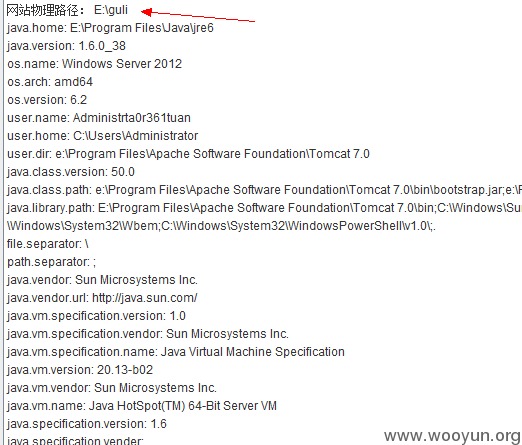 网站物理路径： E:\guli
java.home: E:\Program Files\Java\jre6
java.version: 1.6.0_38
os.name: Windows Server 2012
os.arch: amd64
os.version: 6.2
user.name: Administrta0r361tuan
user.home: C:\Users\Administrator
user.dir: e:\Program Files\Apache Software Foundation\Tomcat 7.0
java.class.version: 50.0
java.class.path: e:\Program Files\Apache Software Foundation\Tomcat 7.0\bin\bootstrap.jar;e:\F
java.library.path: E:\Program Files\Apache Software Foundation\Tomcat 7.0\bin;C:\Windows\Su
\Windows\System32\Wbem;C:\Windows\System32\WindowsPowerShell\v1.0\;.
file.separator: \
path.separator: ;
java.vendor: Sun Microsystems Inc.
java.vendor.url: http://java.sun.com/
java.vm.specification.version: 1.0
java.vm.specification.vendor: Sun Microsystems Inc.
java.vm.specification.name: Java Virtual Machine Specification
java.vm.version: 20.13-b02
java.vm.vendor: Sun Microsystems Inc.
java.vm.name: Java HotSpot(TM) 64-Bit Server VM
java.specification.version: 1.6
java.specification.vender:
www.wooyun.org